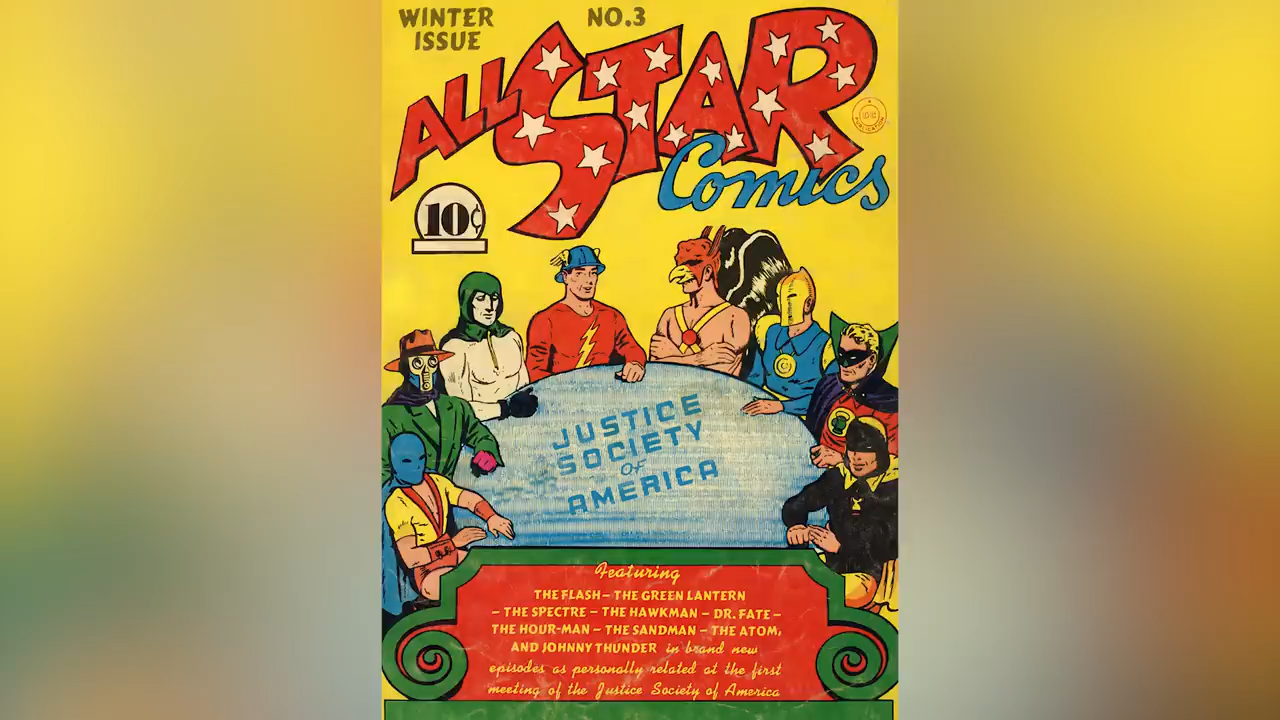 WINTER
ISSUE
NO.3
ALL STAR
Comics
10¢
JUSTICE
SOCIETY
OF
AMERICA
Featuring
THE FLASH – THE GREEN LANTERN
– THE SPECTRE – THE HAWKMAN – DR. FATE –
THE HOUR-MAN – THE SANDMAN – THE ATOM,
AND JOHNNY THUNDER in brand new
episodes as personally related at the first
meeting of the Justice Society of America